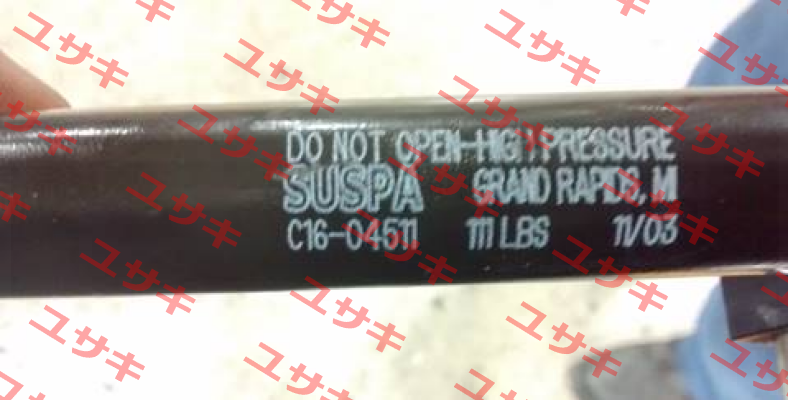 DO NOT OPEN-HIGH PRESSURE
SUSPA GRAND RAPIDS, MI
C16-04511 111 LBS 11/03
ユサキ